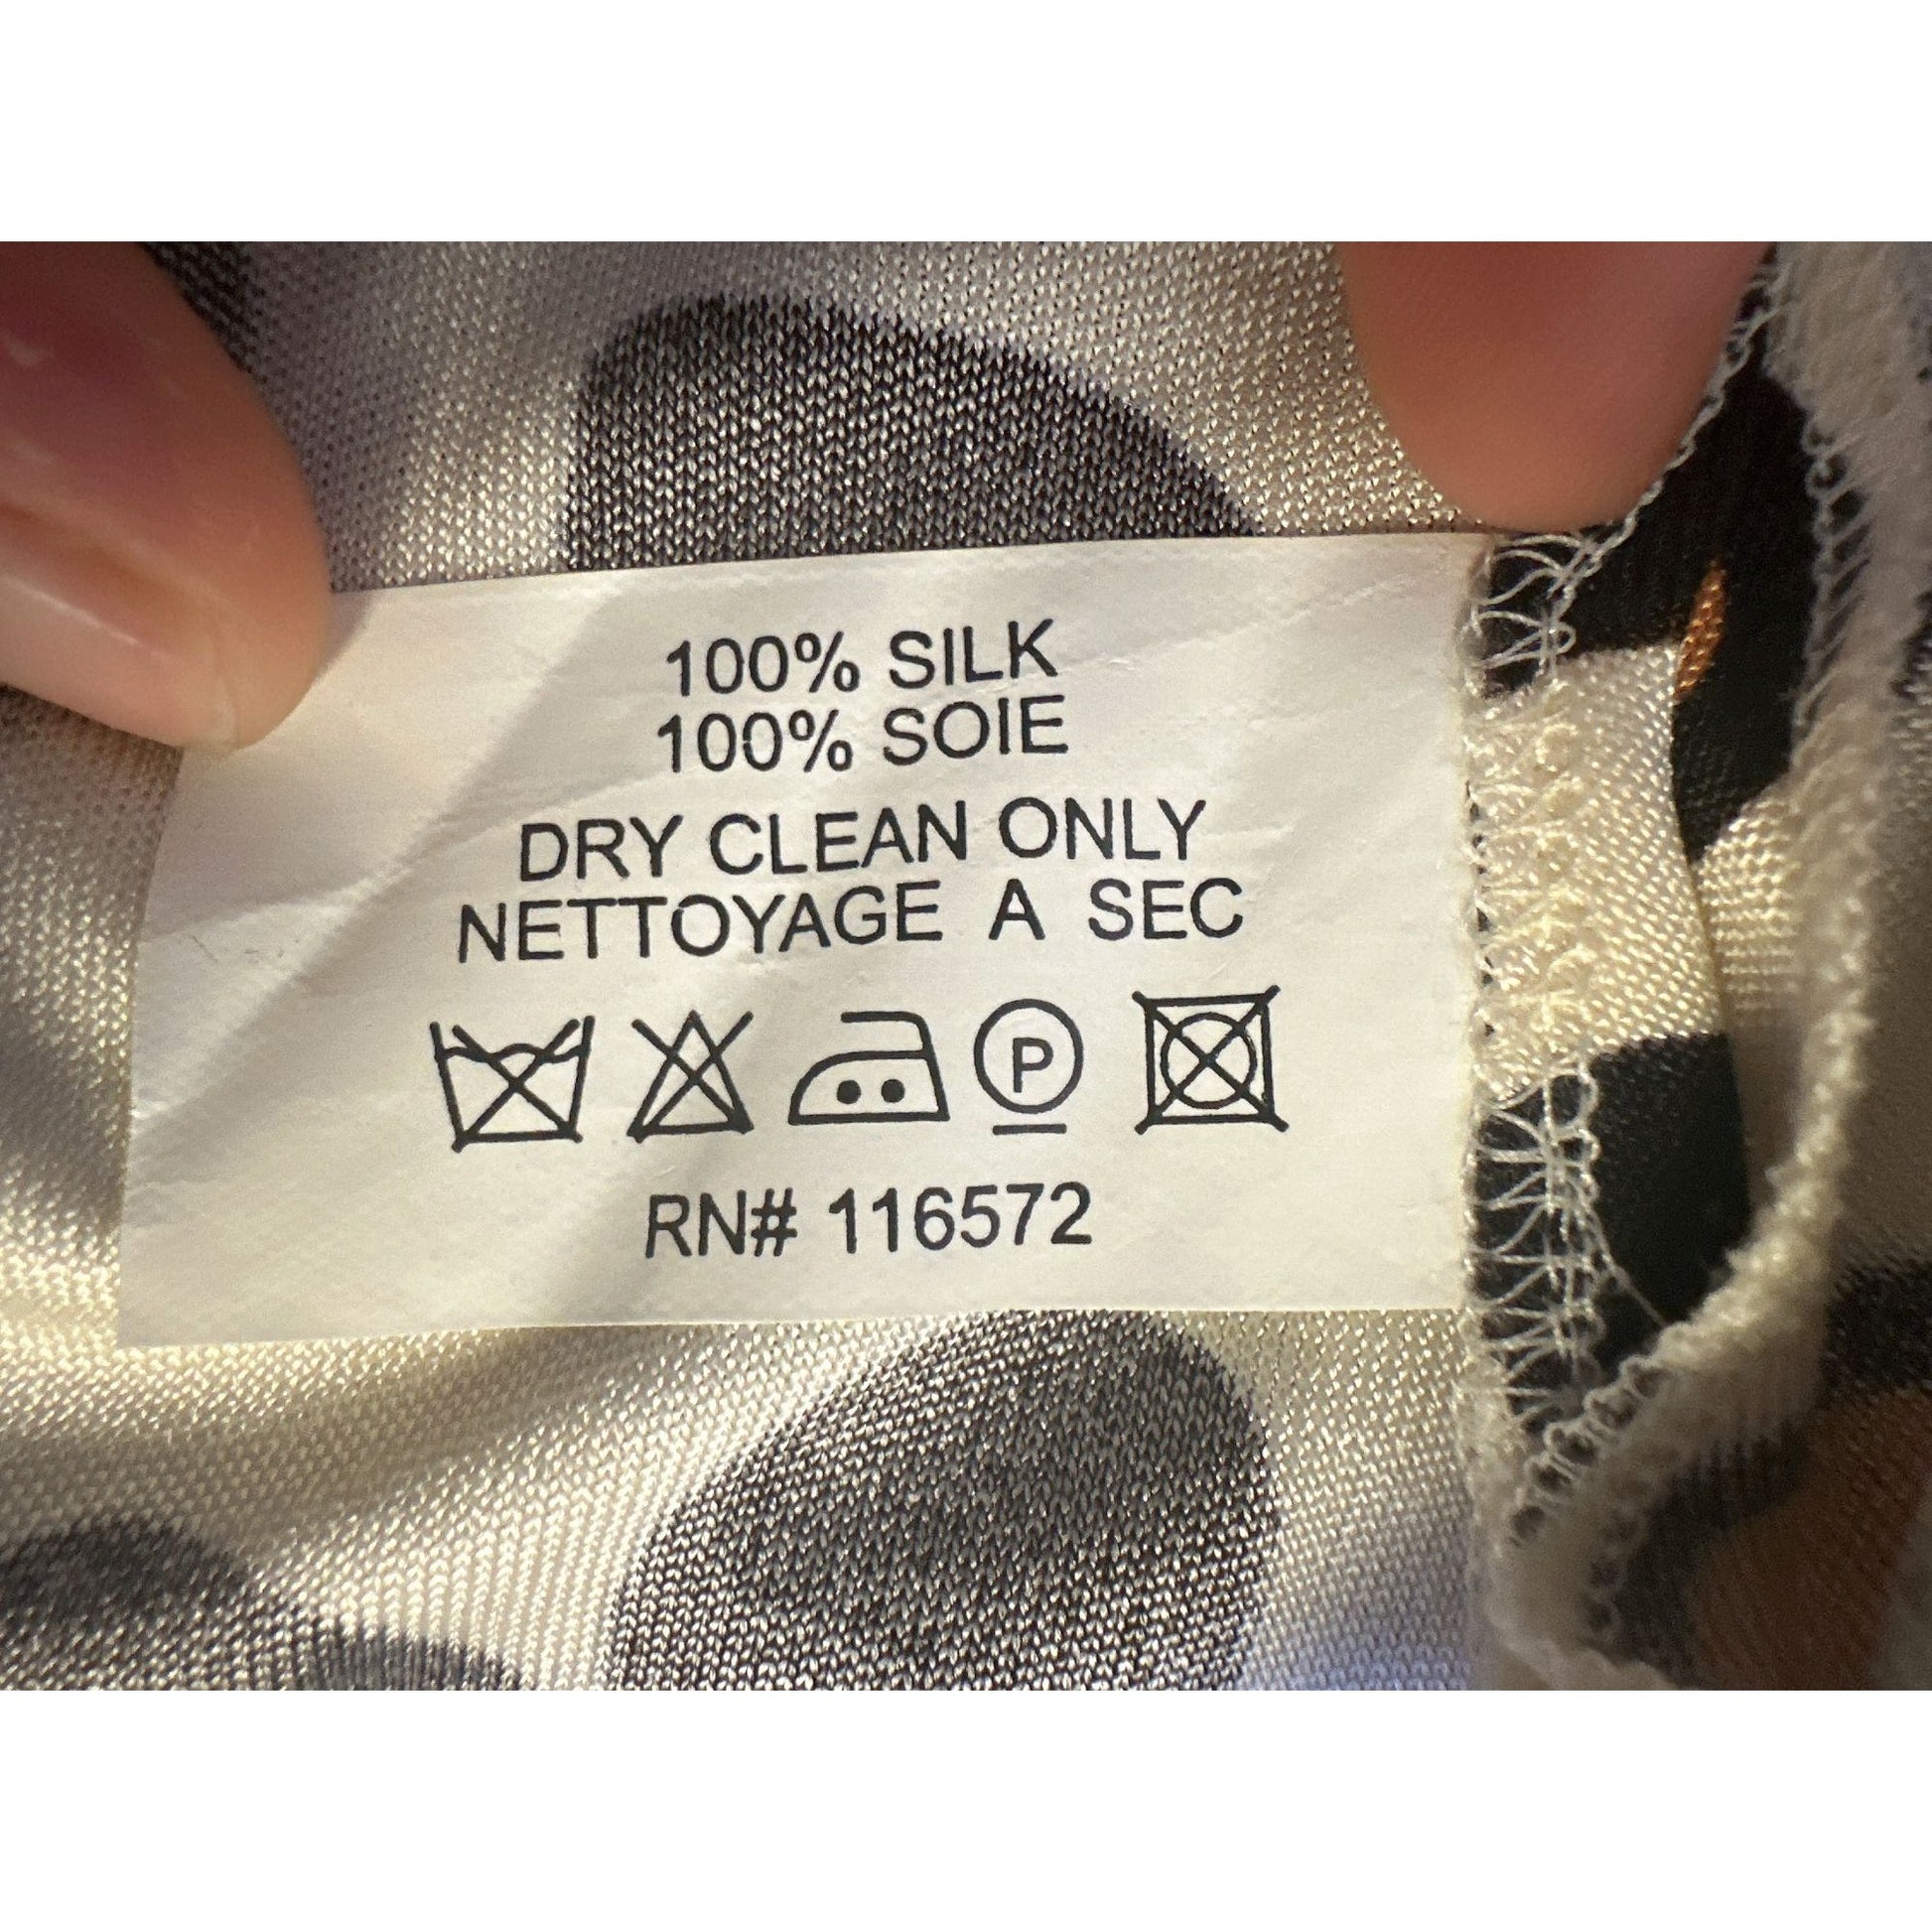 100% SILK
100% SOIE
DRY CLEAN ONLY
NETTOYAGE A SEC
P
RN# 116572